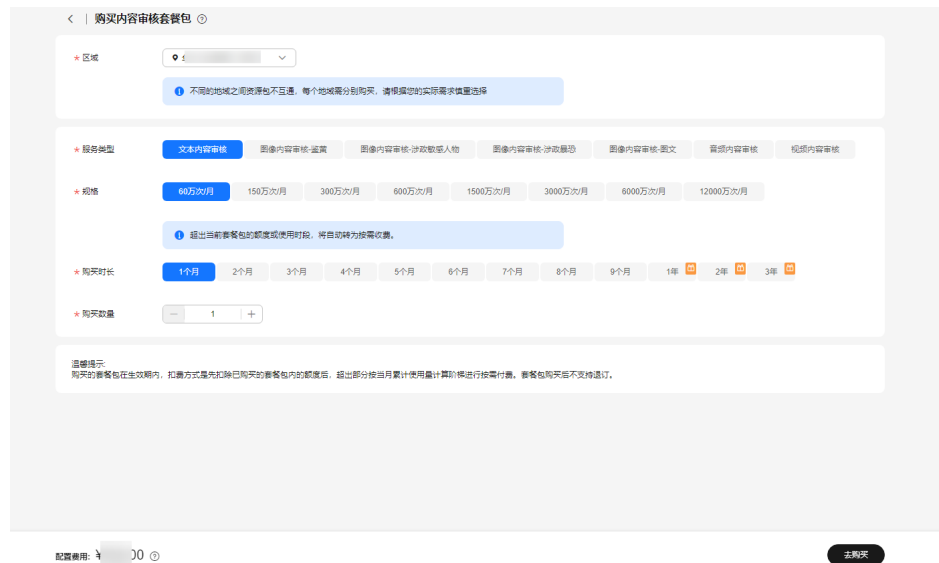 购买内容审核套餐包
* 区域
不同的地域之间资源包不互通，每个地域需分别购买，请根据您的实际需求慎重选择
* 服务类型 文本内容审核 图像内容审核-鉴黄 图像内容审核-涉政敏感人物 图像内容审核-涉政暴恐 图像内容审核-图文 音频内容审核 视频内容审核
* 规格 60万次/月 150万次/月 300万次/月 600万次/月 1500万次/月 3000万次/月 6000万次/月 12000万次/月
超出当前套餐包的额度或使用时段，将自动转为按需收费。
* 购买时长 1个月 2个月 3个月 4个月 5个月 6个月 7个月 8个月 9个月 1年 2年 3年
* 购买数量 1
温馨提示:
购买的套餐包在生效期内，扣费方式是先扣除已购买的套餐包内的额度后，超出部分按当月累计使用量计算阶梯进行按需付费。套餐包购买后不支持退订。
配置费用: ¥ 00 去购买